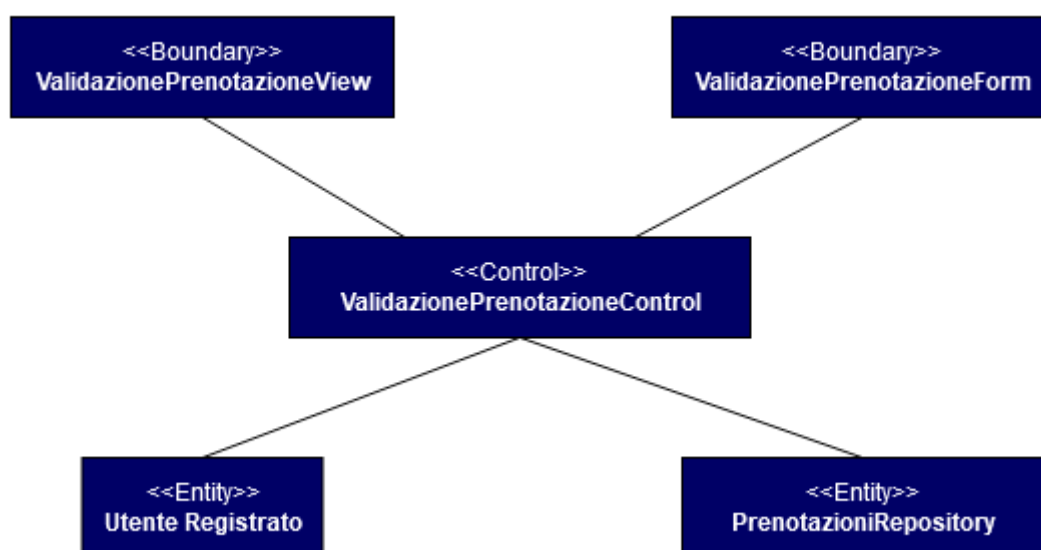 <<Boundary>>
ValidazionePrenotazioneView
<<Boundary>>
ValidazionePrenotazioneForm
<<Control>>
ValidazionePrenotazioneControl
<<Entity>>
Utente Registrato
<<Entity>>
PrenotazioniRepository